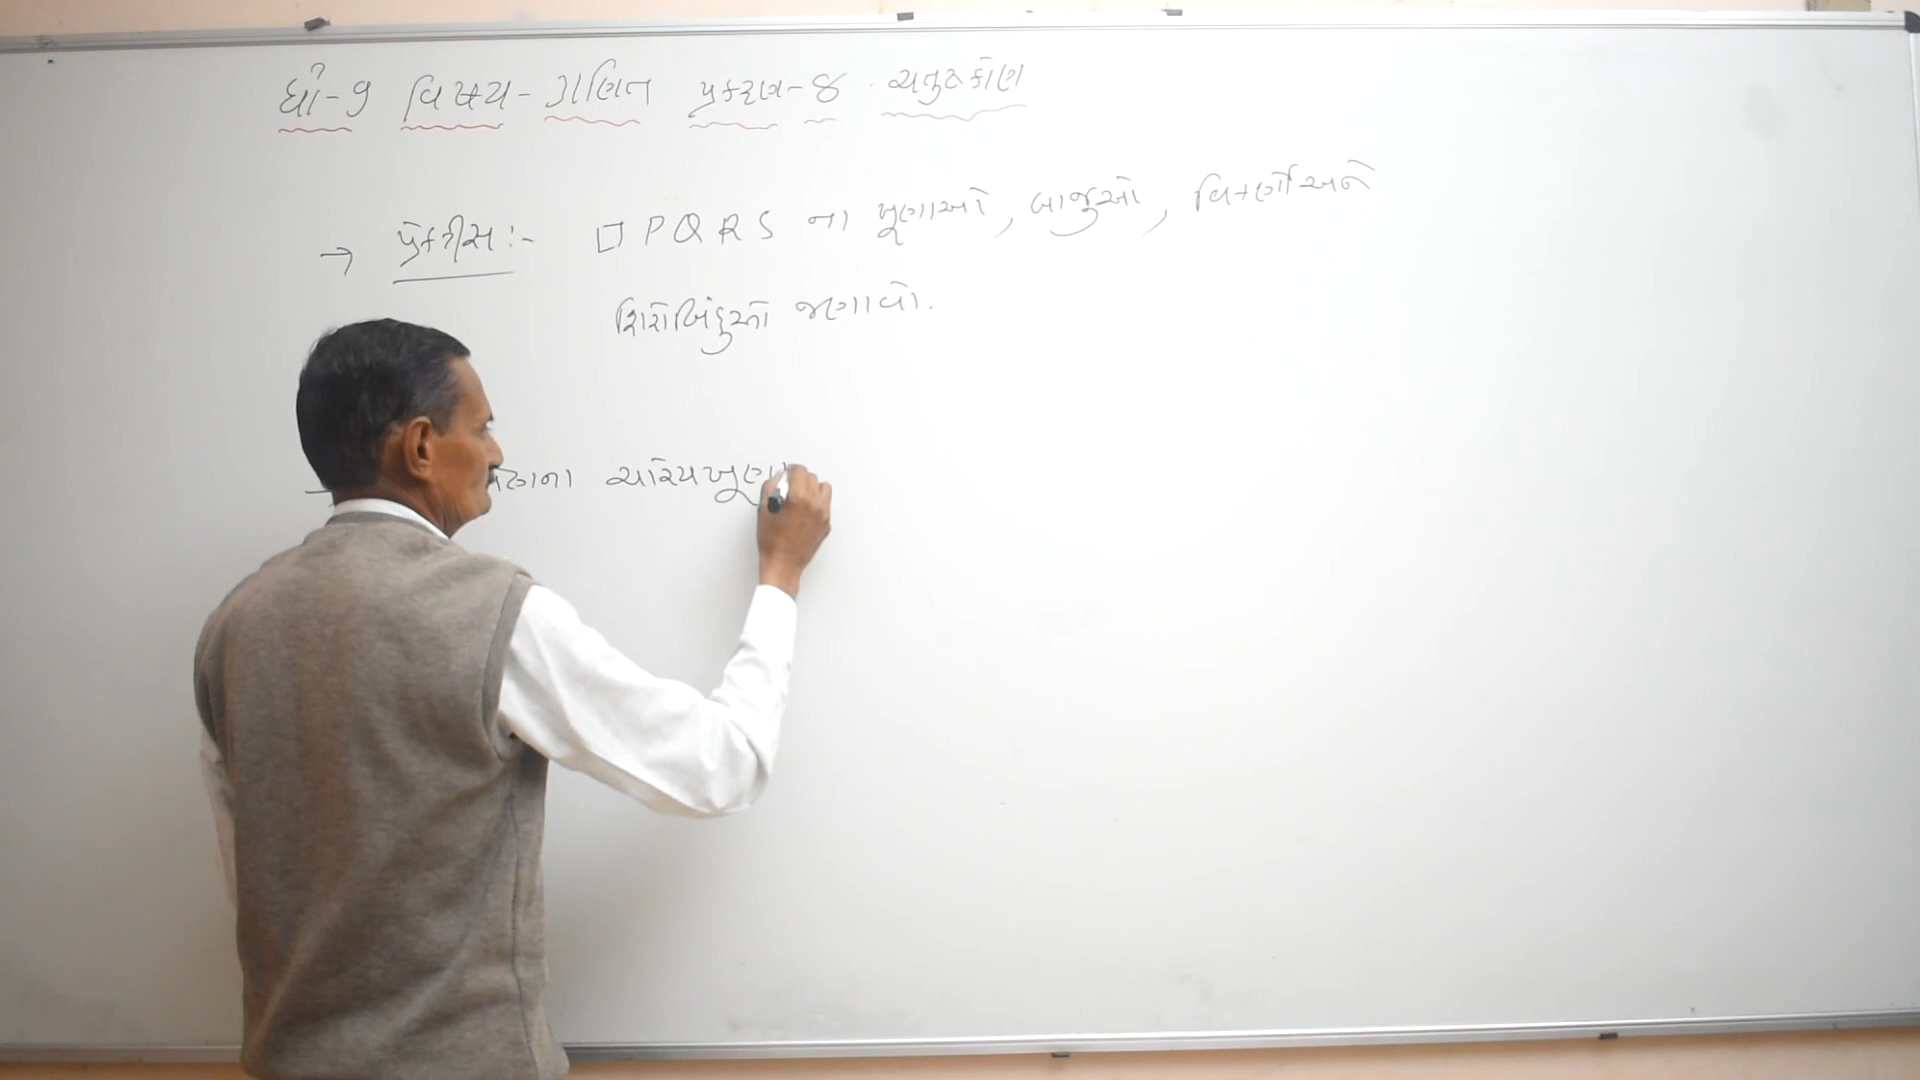 ધો-૭ વિષય-ગણિત પ્રકરણ-૪ ચતુષ્કોણ
→ પ્રેક્ટીસ :- □PQRS ના ખૂણાઓ, બાજુઓ, વિકર્ણો અને
શિરોબિંદુઓ જણાવો.
ચારેય ખૂણા